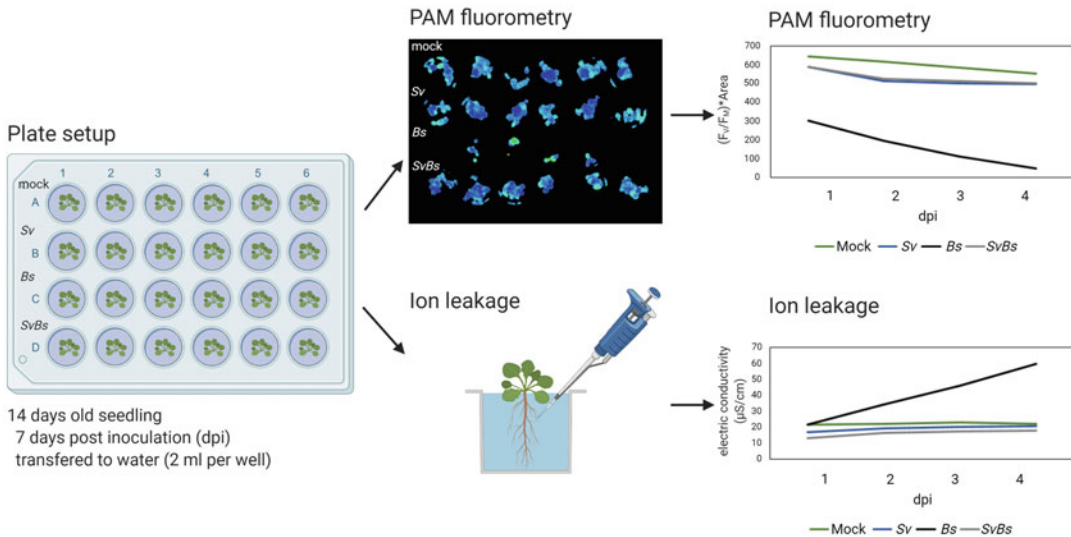 PAM fluorometry
mock
Sv
Bs
SvBs
PAM fluorometry
700
600
500
400
300
200
100
0
(FV/FM)*Area
1 2 3 4
dpi
Mock Sv Bs SvBs
Plate setup
1 2 3 4 5 6
mock
A
Sv
B
Bs
C
SvBs
D
14 days old seedling
7 days post inoculation (dpi)
transfered to water (2 ml per well)
Ion leakage
Ion leakage
70
60
50
40
30
20
10
0
electric conductivity
(µS/cm)
1 2 3 4
dpi
Mock Sv Bs SvBs